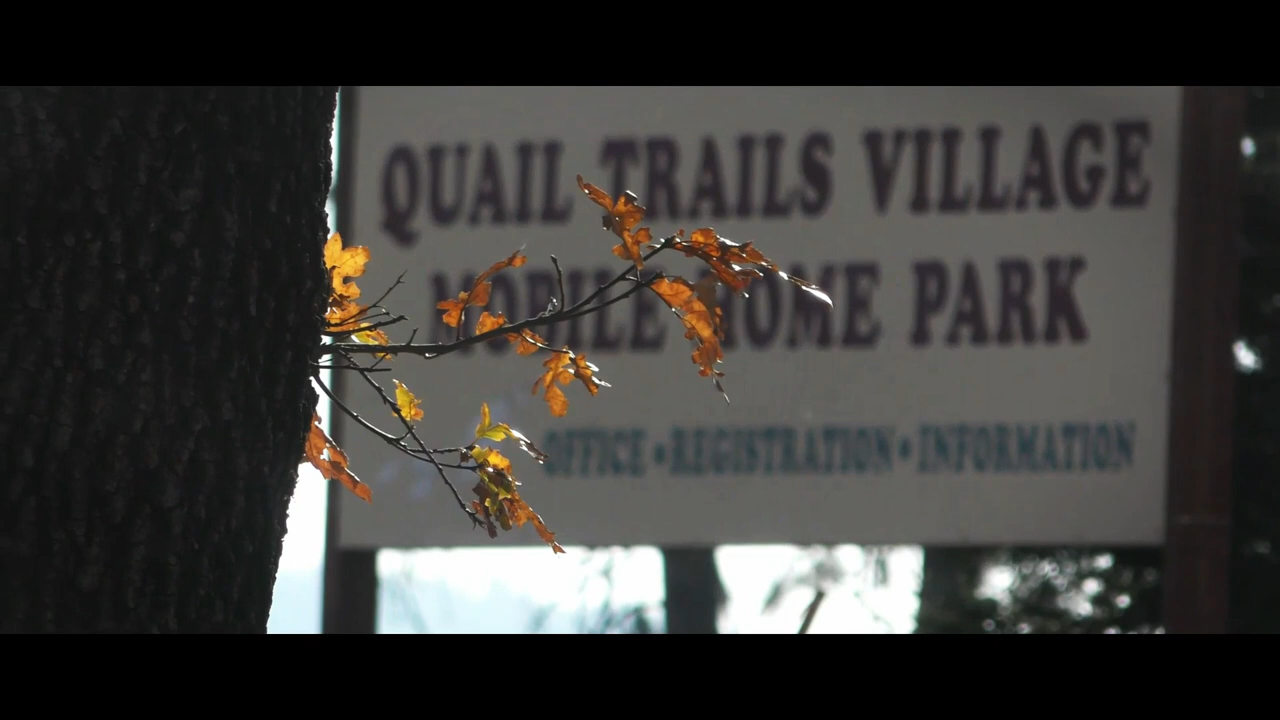 QUAIL TRAILS VILLAGE
MOBILE HOME PARK
OFFICE • REGISTRATION • INFORMATION